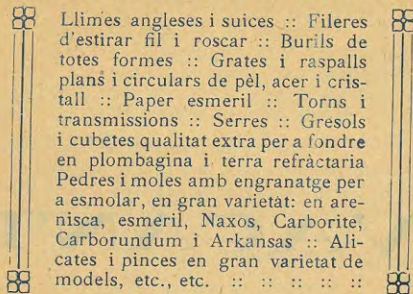 Llimes angleses i suices :: Fileres
d'estirar fil i roscar :: Burils de
totes formes :: Grates i raspalls
plans i circulars de pèl, acer i cris-
tall :: Paper esmeril :: Torns i
transmissions :: Serres :: Gresols
i cubetes qualitat extra per a fondre
en plombagina i terra refràctaria
Pedres i moles amb engranatge per
a esmolar, en gran varietat: en are-
nisca, esmeril, Naxos, Carborite,
Carborundum i Arkansas :: Ali-
cates i pinces en gran varietat de
models, etc., etc. :: :: :: :: ::